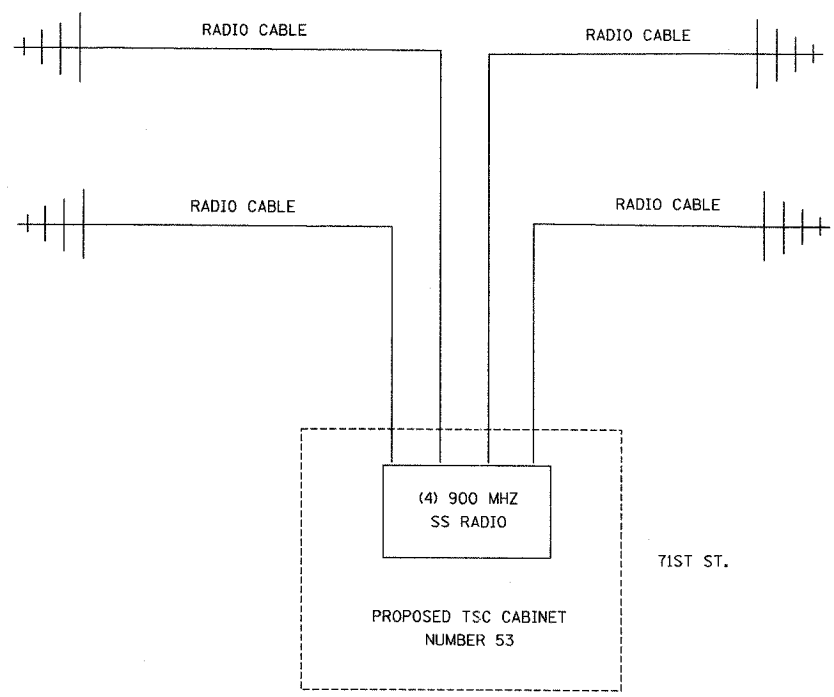 RADIO CABLE
RADIO CABLE
RADIO CABLE
RADIO CABLE
(4) 900 MHZ
SS RADIO
71ST ST.
PROPOSED TSC CABINET
NUMBER 53